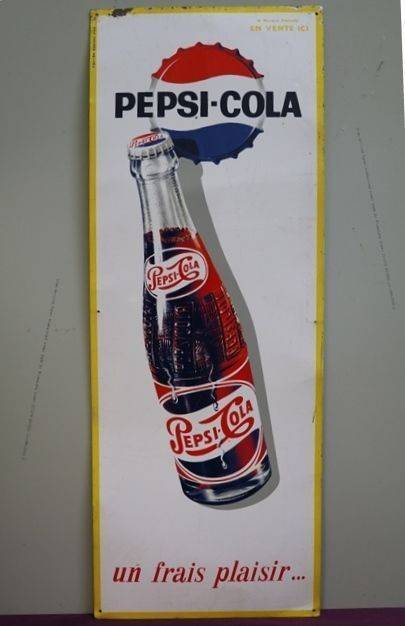 EN VENTE ICI
PEPSI-COLA
PEPSI-COLA
PEPSI-COLA
un frais plaisir...